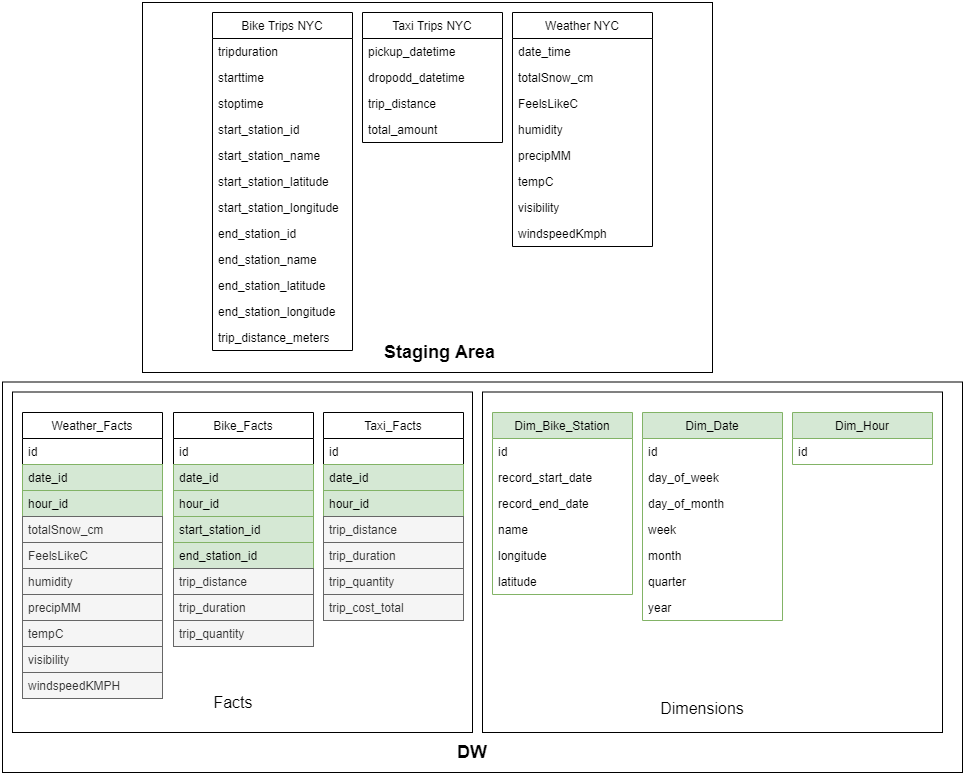 Bike Trips NYC
tripduration
starttime
stoptime
start_station_id
start_station_name
start_station_latitude
start_station_longitude
end_station_id
end_station_name
end_station_latitude
end_station_longitude
trip_distance_meters
Taxi Trips NYC
pickup_datetime
dropodd_datetime
trip_distance
total_amount
Weather NYC
date_time
totalSnow_cm
FeelsLikeC
humidity
precipMM
tempC
visibility
windspeedKmph
Staging Area
Weather_Facts
id
date_id
hour_id
totalSnow_cm
FeelsLikeC
humidity
precipMM
tempC
visibility
windspeedKMPH
Bike_Facts
id
date_id
hour_id
start_station_id
end_station_id
trip_distance
trip_duration
trip_quantity
Taxi_Facts
id
date_id
hour_id
trip_distance
trip_duration
trip_quantity
trip_cost_total
Facts
Dim_Bike_Station
id
record_start_date
record_end_date
name
longitude
latitude
Dim_Date
id
day_of_week
day_of_month
week
month
quarter
year
Dim_Hour
id
Dimensions
DW